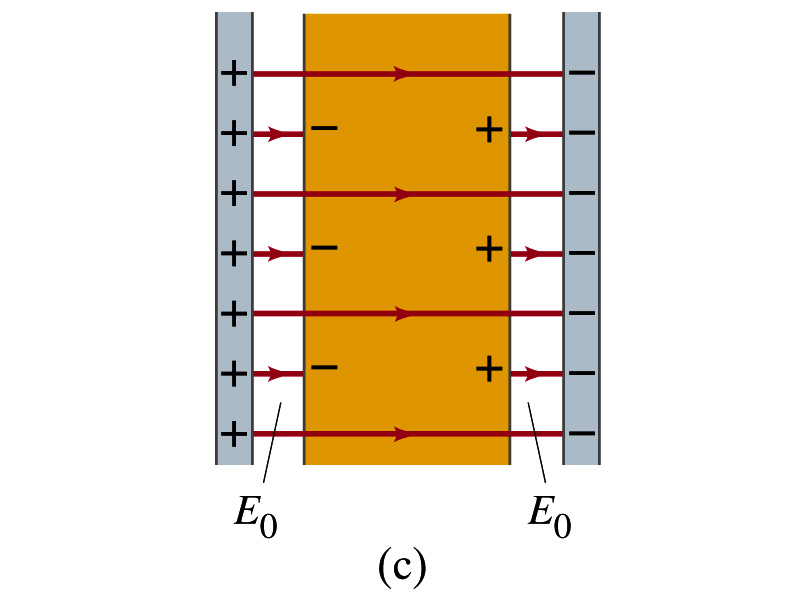 + −
+ − + −
+ −
+ − + −
+ −
+ − + −
+ −
E₀ E₀
(c)